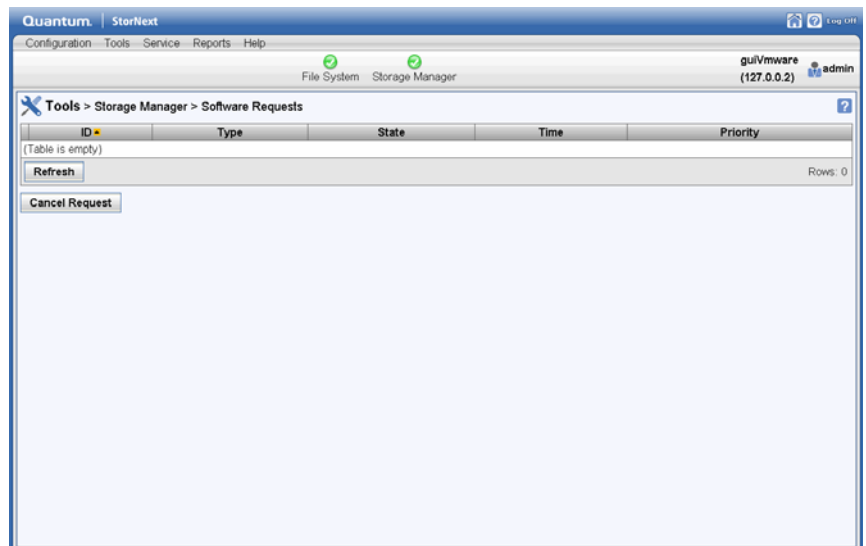 Quantum. | StorNext Log Off
Configuration Tools Service Reports Help
File System Storage Manager guiVmware (127.0.0.2) admin
Tools > Storage Manager > Software Requests
ID Type State Time Priority
(Table is empty)
Refresh Rows: 0
Cancel Request